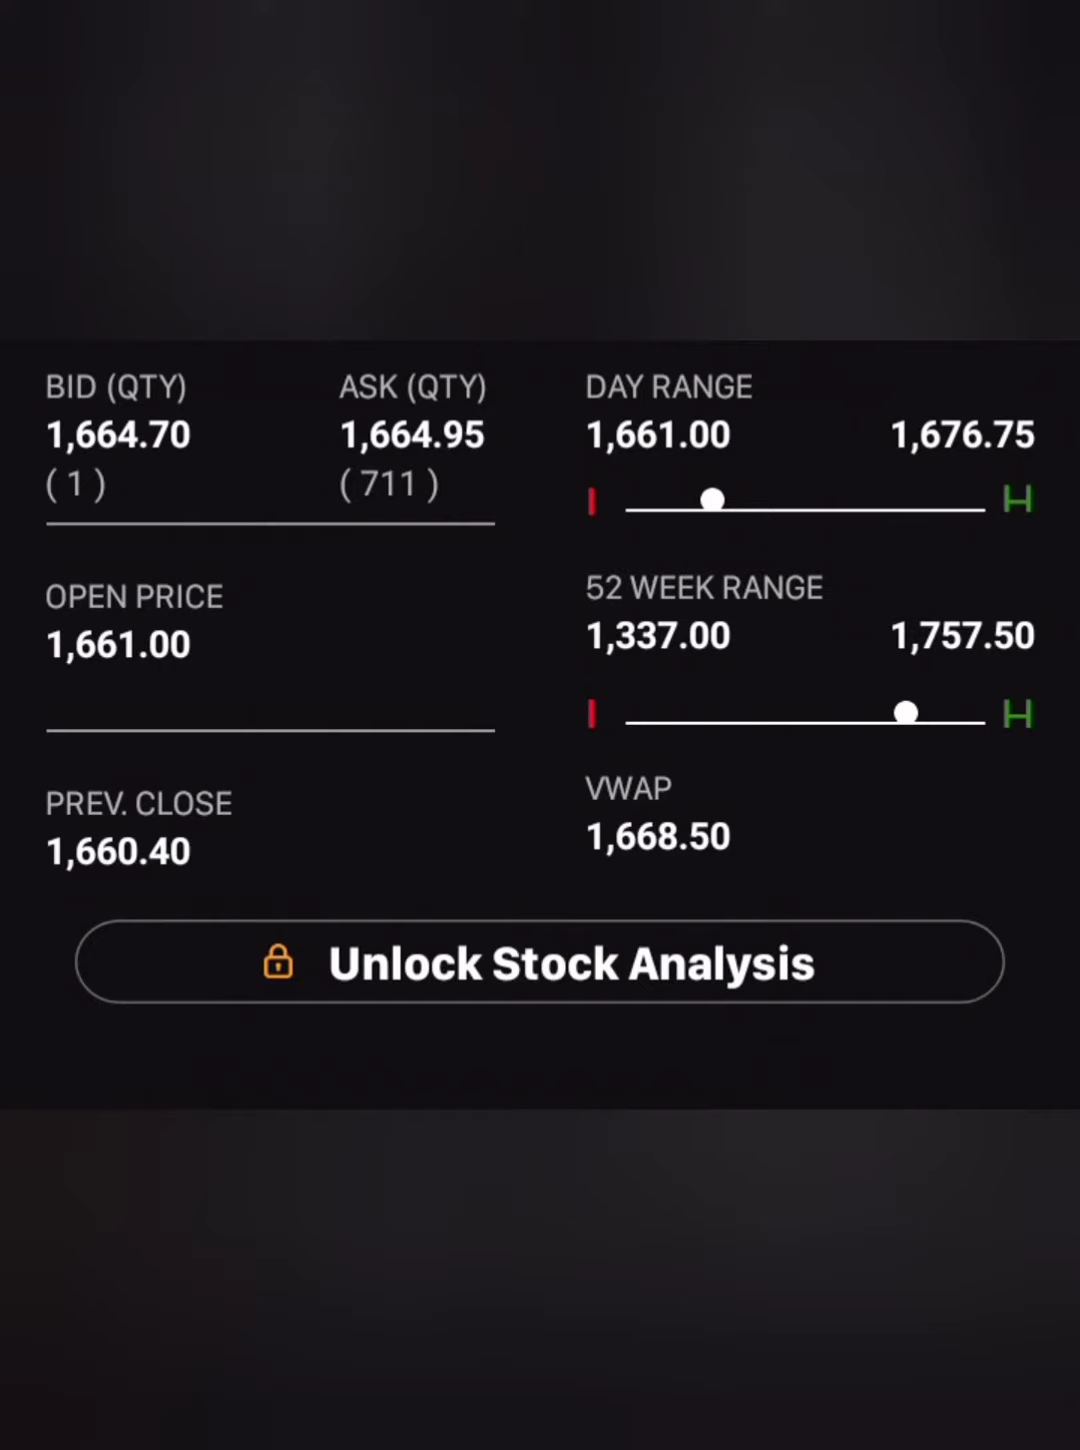 BID (QTY) ASK (QTY)
1,664.70 1,664.95
( 1 ) ( 711 )
OPEN PRICE
1,661.00
PREV. CLOSE
1,660.40
DAY RANGE
1,661.00 1,676.75
L H
52 WEEK RANGE
1,337.00 1,757.50
L H
VWAP
1,668.50
Unlock Stock Analysis